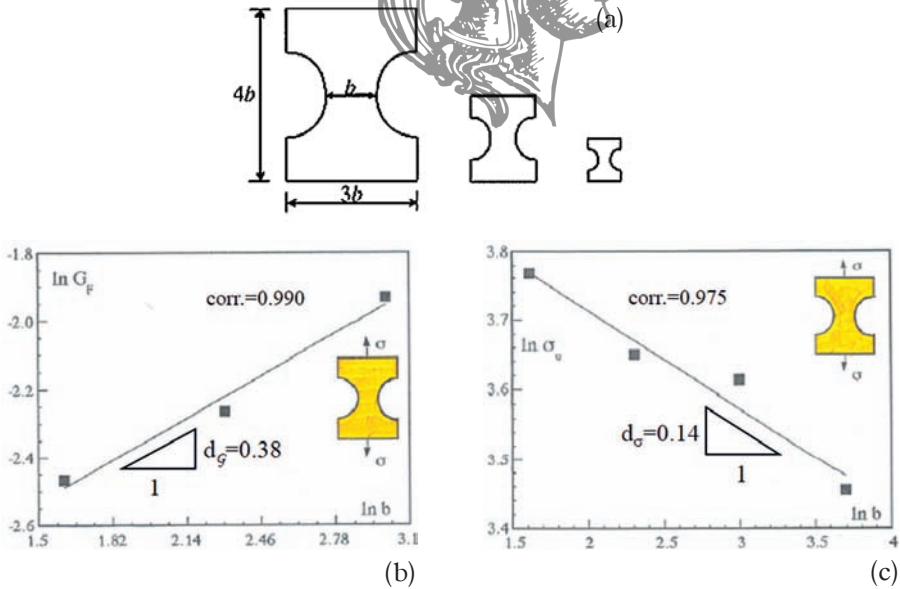 (a)
4b
b
3b
-1.8
-2.0
-2.2
-2.4
-2.6
ln G_F
corr.=0.990
σ
σ
d_𝒢=0.38
1
ln b
1.5 1.82 2.14 2.46 2.78 3.1
(b)
3.8
3.7
3.6
3.5
3.4
ln σ_u
corr.=0.975
σ
σ
d_σ=0.14
1
ln b
1.5 2 2.5 3 3.5 4
(c)